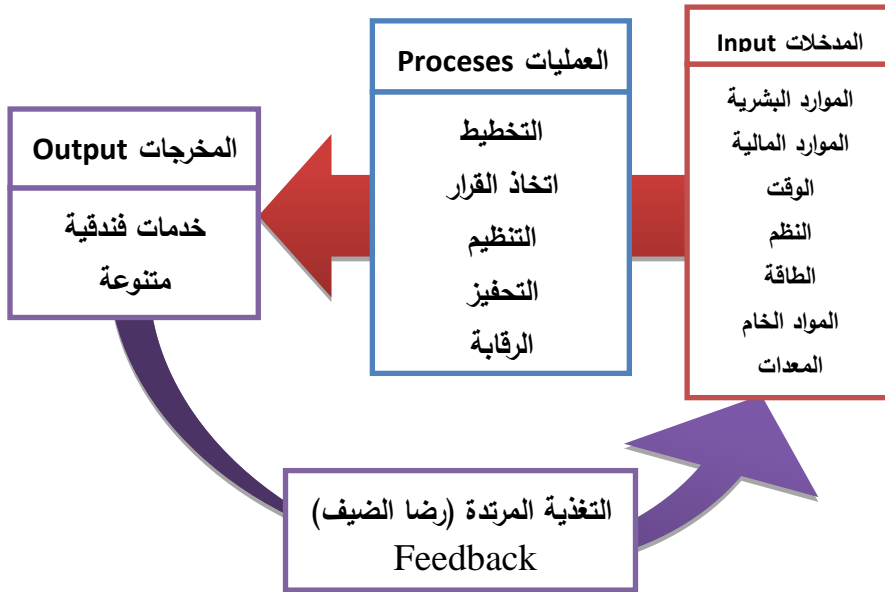 المدخلات Input
الموارد البشرية
الموارد المالية
الوقت
النظم
الطاقة
المواد الخام
المعدات
العمليات Proceses
التخطيط
اتخاذ القرار
التنظيم
التحفيز
الرقابة
المخرجات Output
خدمات فندقية
متنوعة
التغذية المرتدة (رضا الضيف)
Feedback